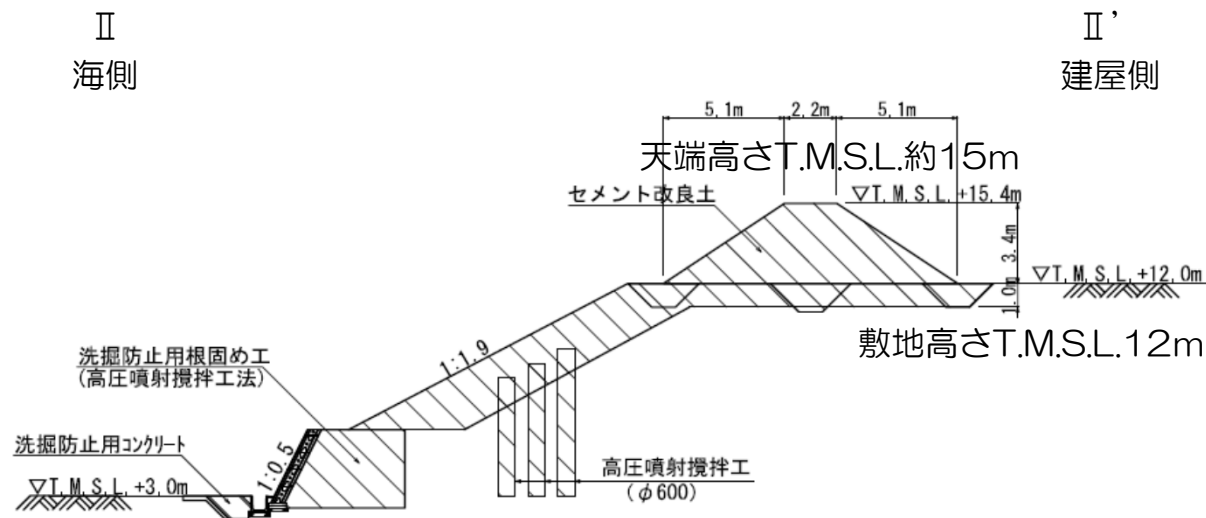 Ⅱ
海側
Ⅱ’
建屋側
5.1m
2.2m
5.1m
天端高さT.M.S.L.約15m
セメント改良土
▽T.M.S.L.+15.4m
3.4m
▽T.M.S.L.+12.0m
1.0m
敷地高さT.M.S.L.12m
1:1.9
洗掘防止用根固め工
(高圧噴射攪拌工法)
洗掘防止用コンクリート
1:0.5
高圧噴射攪拌工
(φ600)
▽T.M.S.L.+3.0m